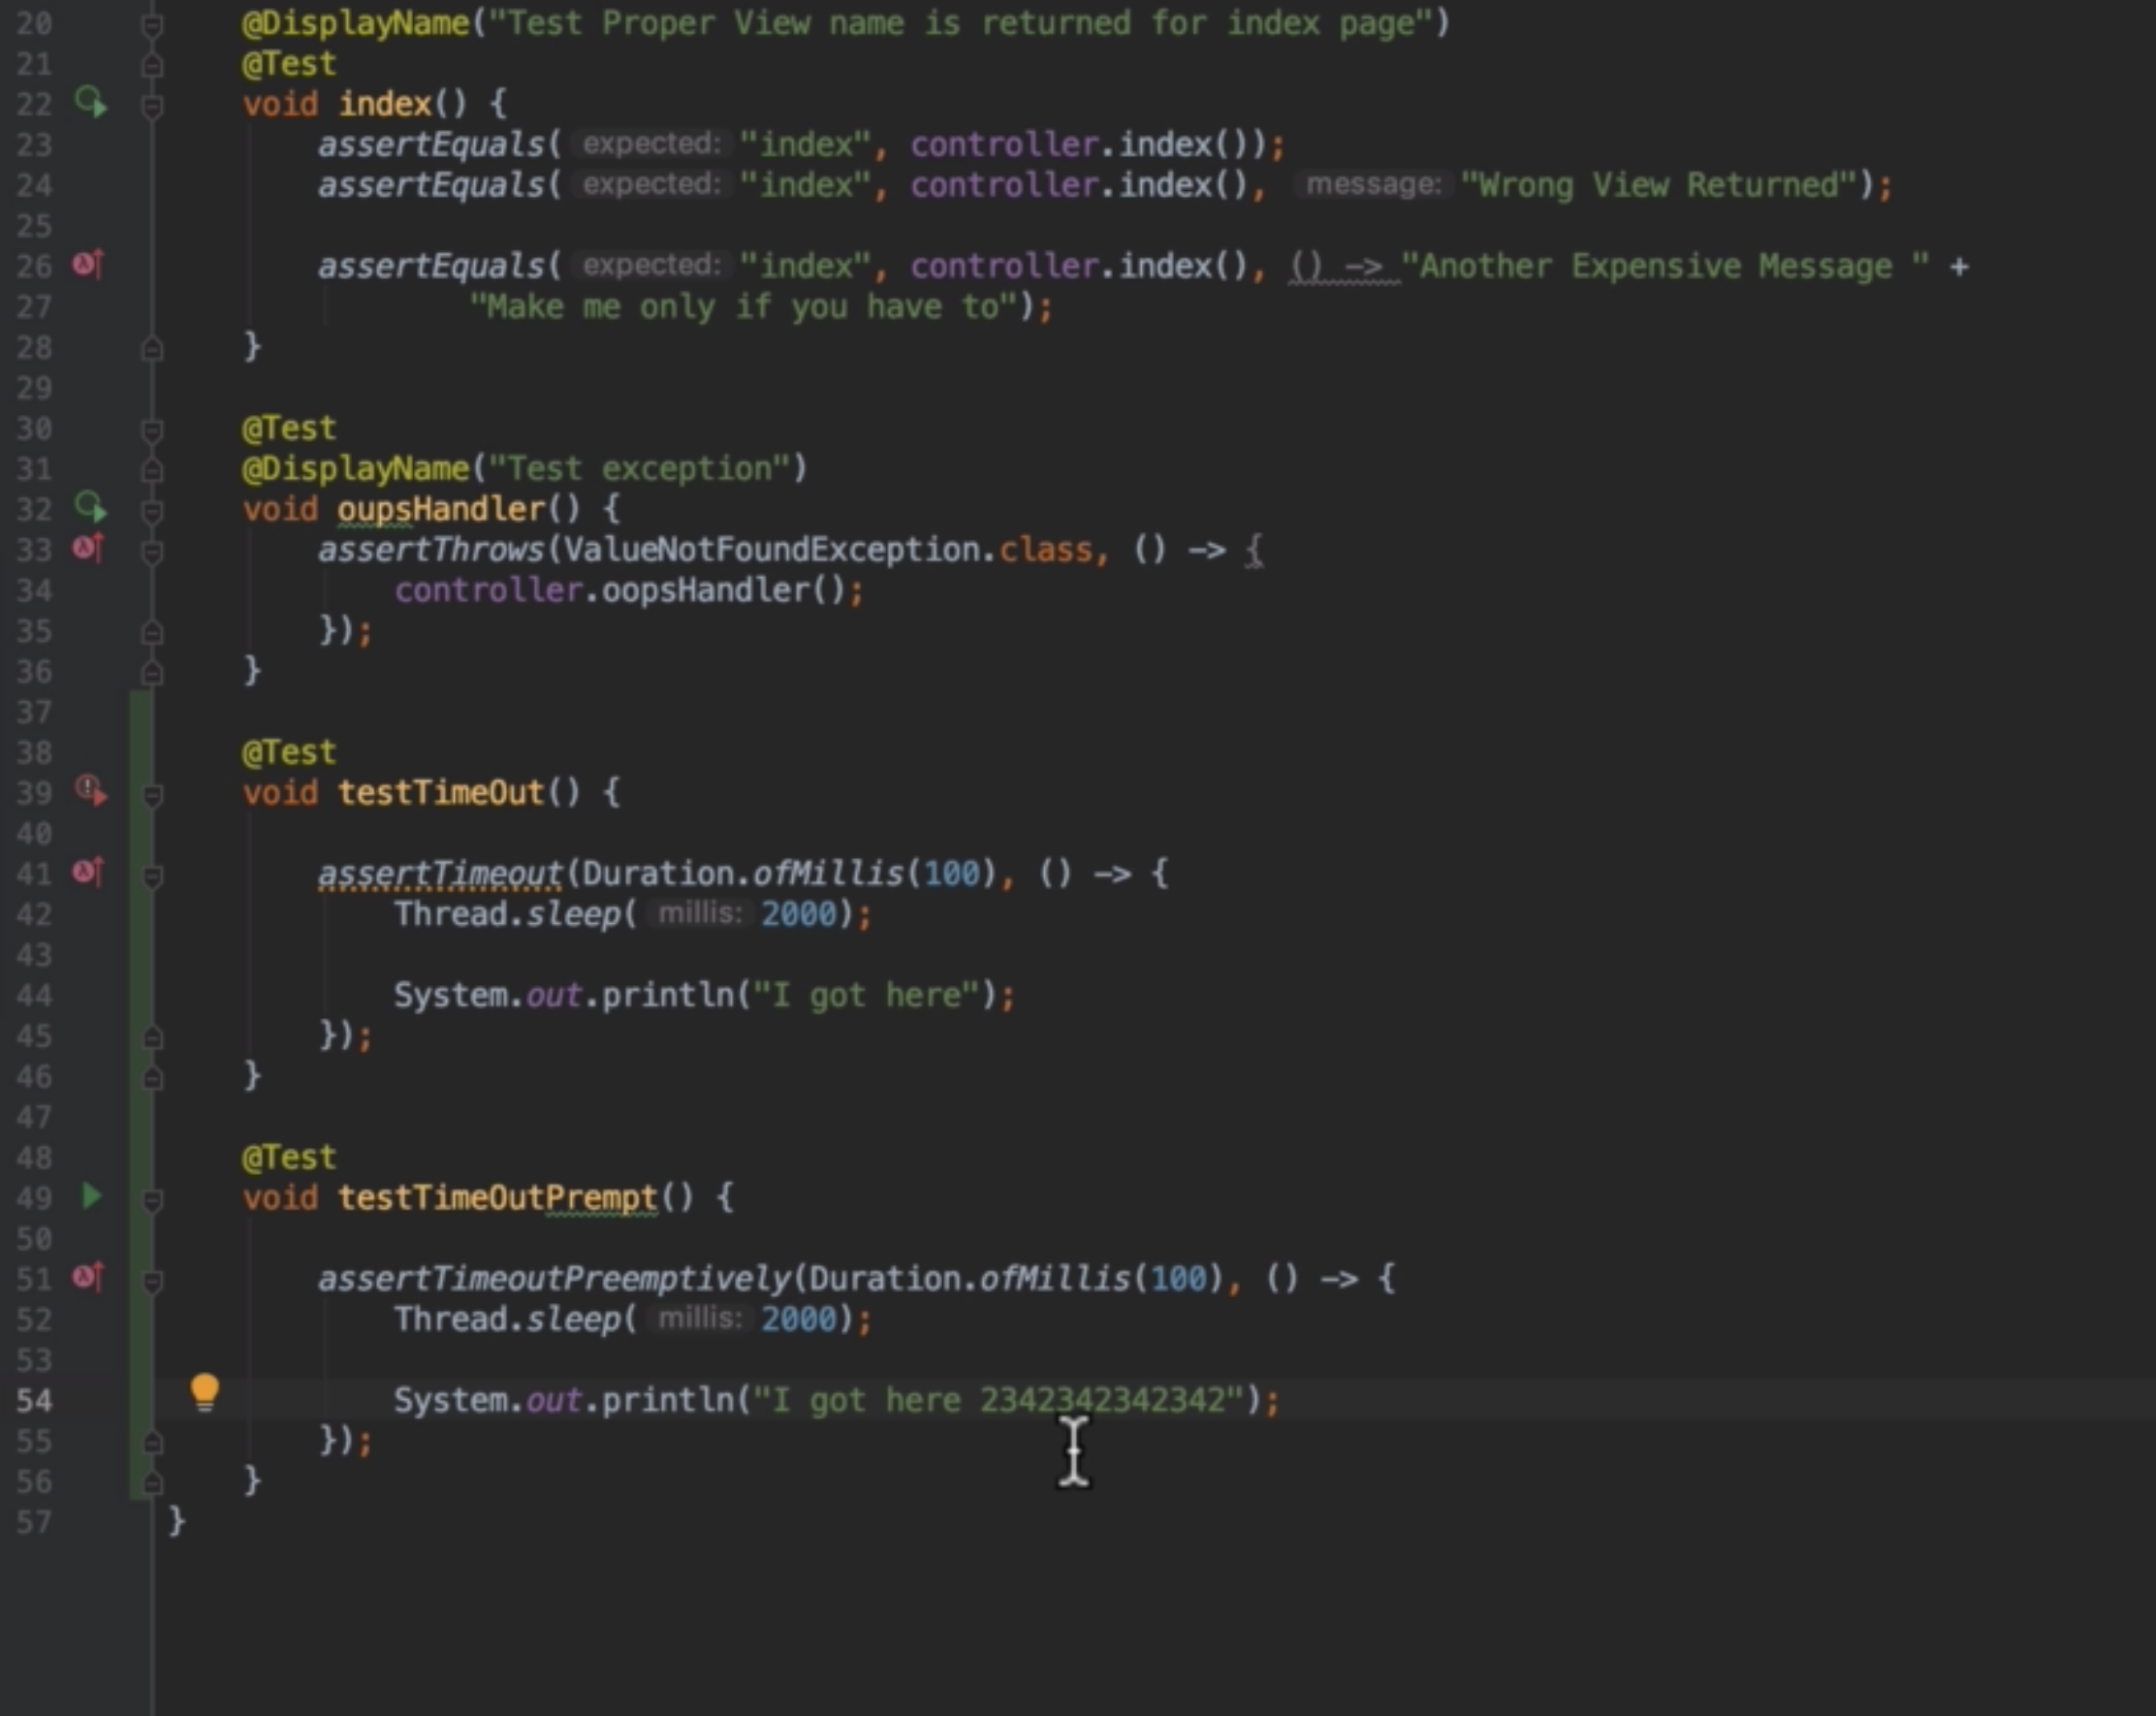 20 @DisplayName("Test Proper View name is returned for index page")
21 @Test
22 void index() {
23 assertEquals( expected: "index", controller.index());
24 assertEquals( expected: "index", controller.index(), message: "Wrong View Returned");
25
26 assertEquals( expected: "index", controller.index(), () -> "Another Expensive Message " +
27 "Make me only if you have to");
28 }
29
30 @Test
31 @DisplayName("Test exception")
32 void oupsHandler() {
33 assertThrows(ValueNotFoundException.class, () -> {
34 controller.oopsHandler();
35 });
36 }
37
38 @Test
39 void testTimeOut() {
40
41 assertTimeout(Duration.ofMillis(100), () -> {
42 Thread.sleep( millis: 2000);
43
44 System.out.println("I got here");
45 });
46 }
47
48 @Test
49 void testTimeOutPrempt() {
50
51 assertTimeoutPreemptively(Duration.ofMillis(100), () -> {
52 Thread.sleep( millis: 2000);
53
54 System.out.println("I got here 2342342342342");
55 });
56 }
57 }